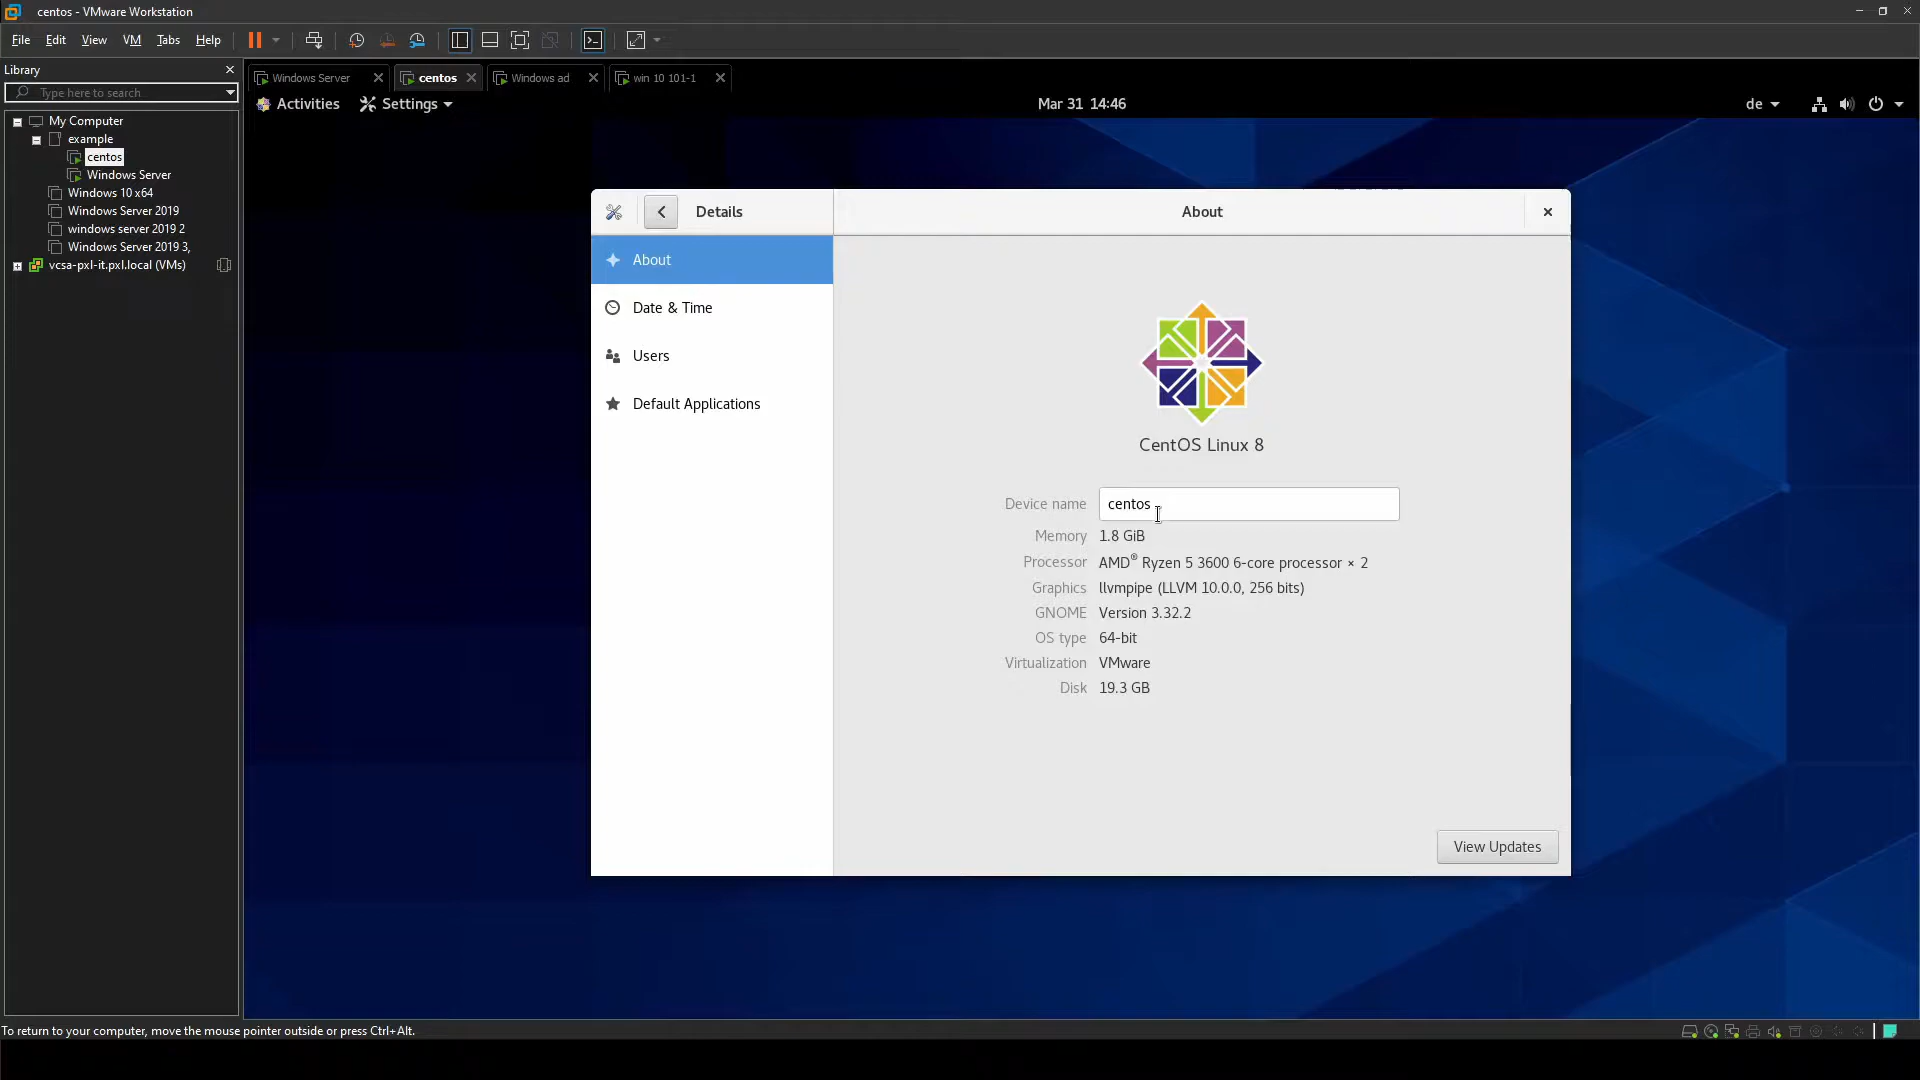 centos - VMware Workstation
File Edit View VM Tabs Help
Library
Type here to search
My Computer
example
centos
Windows Server
Windows 10 x64
Windows Server 2019
windows server 2019 2
Windows Server 2019 3,
vcsa-pxl-it.pxl.local (VMs)
Windows Server
centos
Windows ad
win 10 101-1
Activities
Settings
Mar 31 14:46
de
Details
About
About
Date & Time
Users
Default Applications
CentOS Linux 8
Device name centos
Memory 1.8 GiB
Processor AMD® Ryzen 5 3600 6-core processor × 2
Graphics llvmpipe (LLVM 10.0.0, 256 bits)
GNOME Version 3.32.2
OS type 64-bit
Virtualization VMware
Disk 19.3 GB
View Updates
To return to your computer, move the mouse pointer outside or press Ctrl+Alt.